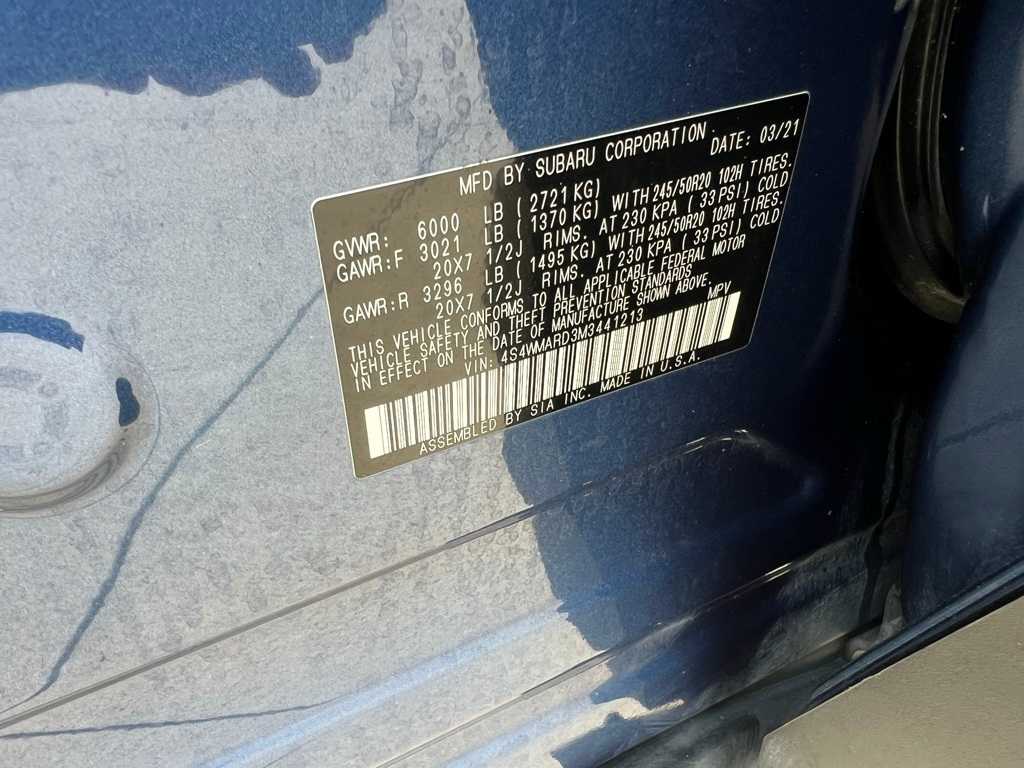 MFD BY SUBARU CORPORATION DATE: 03/21
GVWR: 6000 LB ( 2721 KG)
GAWR:F 3021 LB ( 1370 KG) WITH 245/50R20 102H TIRES.
20X7 1/2J RIMS. AT 230 KPA ( 33 PSI) COLD
GAWR:R 3296 LB ( 1495 KG) WITH 245/50R20 102H TIRES.
20X7 1/2J RIMS. AT 230 KPA ( 33 PSI) COLD
THIS VEHICLE CONFORMS TO ALL APPLICABLE FEDERAL MOTOR
VEHICLE SAFETY AND THEFT PREVENTION STANDARDS
IN EFFECT ON THE DATE OF MANUFACTURE SHOWN ABOVE.
VIN: 4S4WMARD3M3441213 MPV
ASSEMBLED BY SIA INC. MADE IN U.S.A.